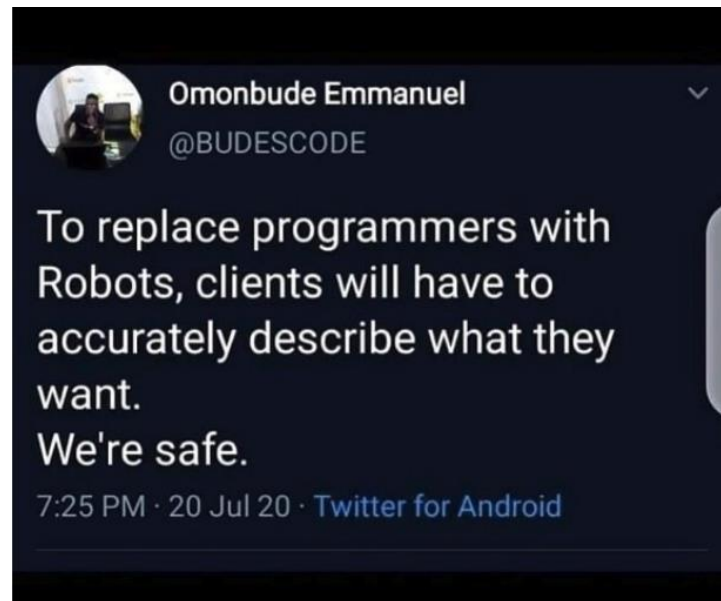 Omonbude Emmanuel
@BUDESCODE
To replace programmers with
Robots, clients will have to
accurately describe what they
want.
We're safe.
7:25 PM · 20 Jul 20 · Twitter for Android